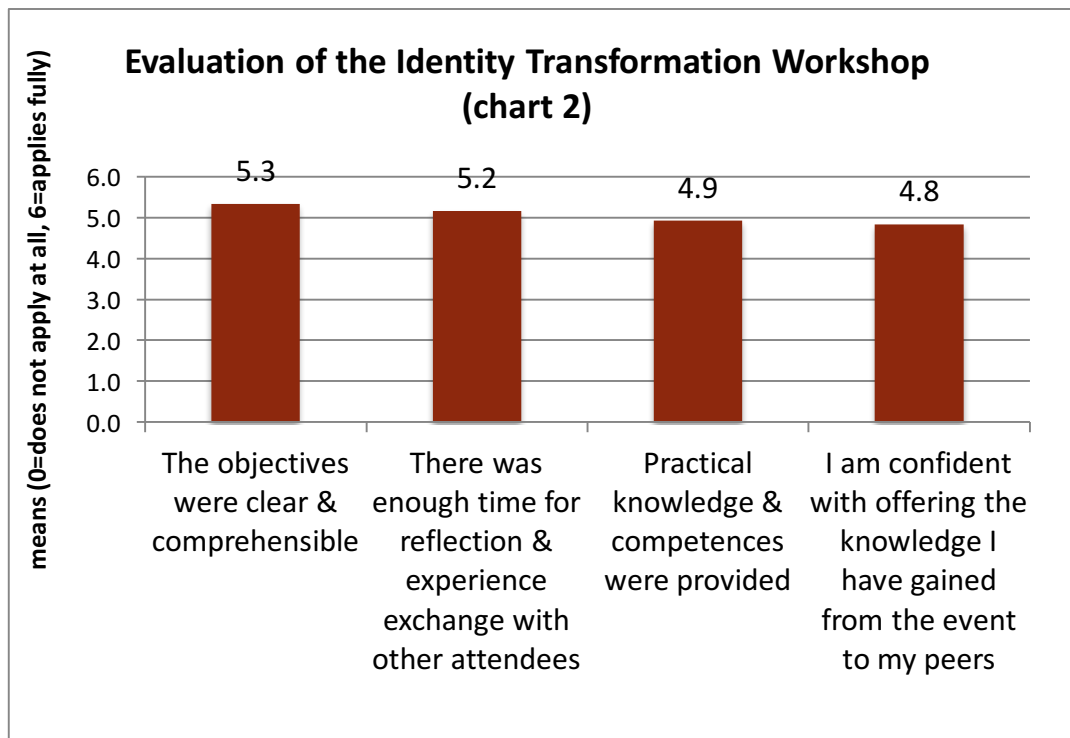 Evaluation of the Identity Transformation Workshop
(chart 2)
means (0=does not apply at all, 6=applies fully)
6.0
5.0
4.0
3.0
2.0
1.0
0.0
5.3
5.2
4.9
4.8
The objectives
were clear &
comprehensible
There was
enough time for
reflection &
experience
exchange with
other attendees
Practical
knowledge &
competences
were provided
I am confident
with offering the
knowledge I
have gained
from the event
to my peers